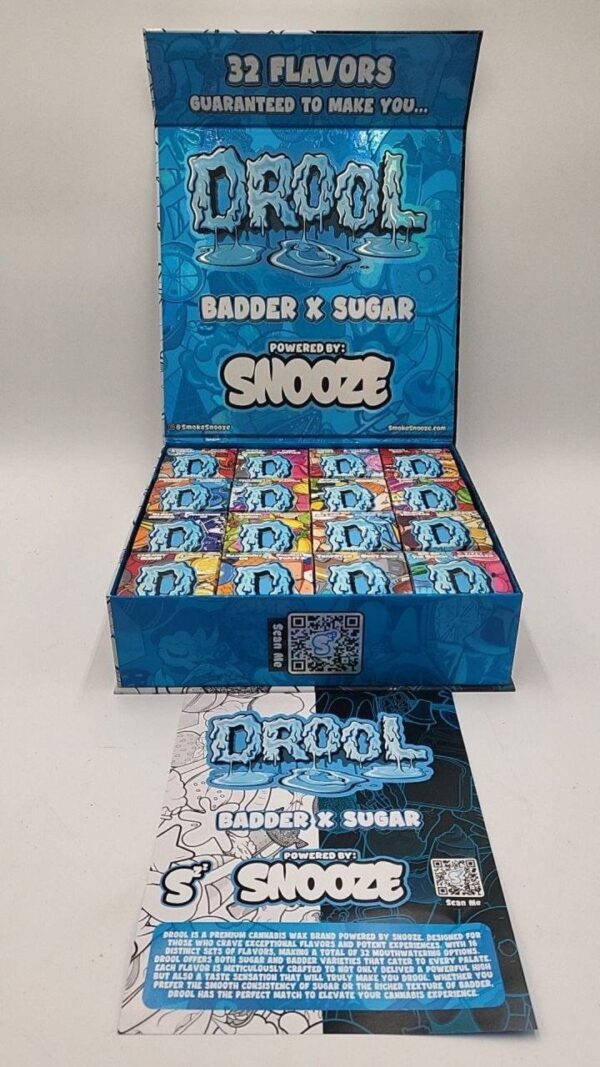 32 FLAVORS
GUARANTEED TO MAKE YOU...
DROOL
BADDER X SUGAR
POWERED BY:
SNOOZE
@SmokeSnooze
SmokeSnooze.com
D D D D
D D D D
D D D D
D D D D
Scan Me
S
DROOL
BADDER X SUGAR
POWERED BY:
Szzz SNOOZE
Scan Me
DROOL IS A PREMIUM CANNABIS WAX BRAND POWERED BY SNOOZE, DESIGNED FOR
THOSE WHO CRAVE EXCEPTIONAL FLAVORS AND POTENT EXPERIENCES. WITH 16
DISTINCT SETS OF FLAVORS, MAKING A TOTAL OF 32 MOUTHWATERING OPTIONS,
DROOL OFFERS BOTH SUGAR AND BADDER VARIETIES THAT CATER TO EVERY PALATE.
EACH FLAVOR IS METICULOUSLY CRAFTED TO NOT ONLY DELIVER A POWERFUL HIGH
BUT ALSO A TASTE SENSATION THAT WILL TRULY MAKE YOU DROOL. WHETHER YOU
PREFER THE SMOOTH CONSISTENCY OF SUGAR OR THE RICHER TEXTURE OF BADDER,
DROOL HAS THE PERFECT MATCH TO ELEVATE YOUR CANNABIS EXPERIENCE.